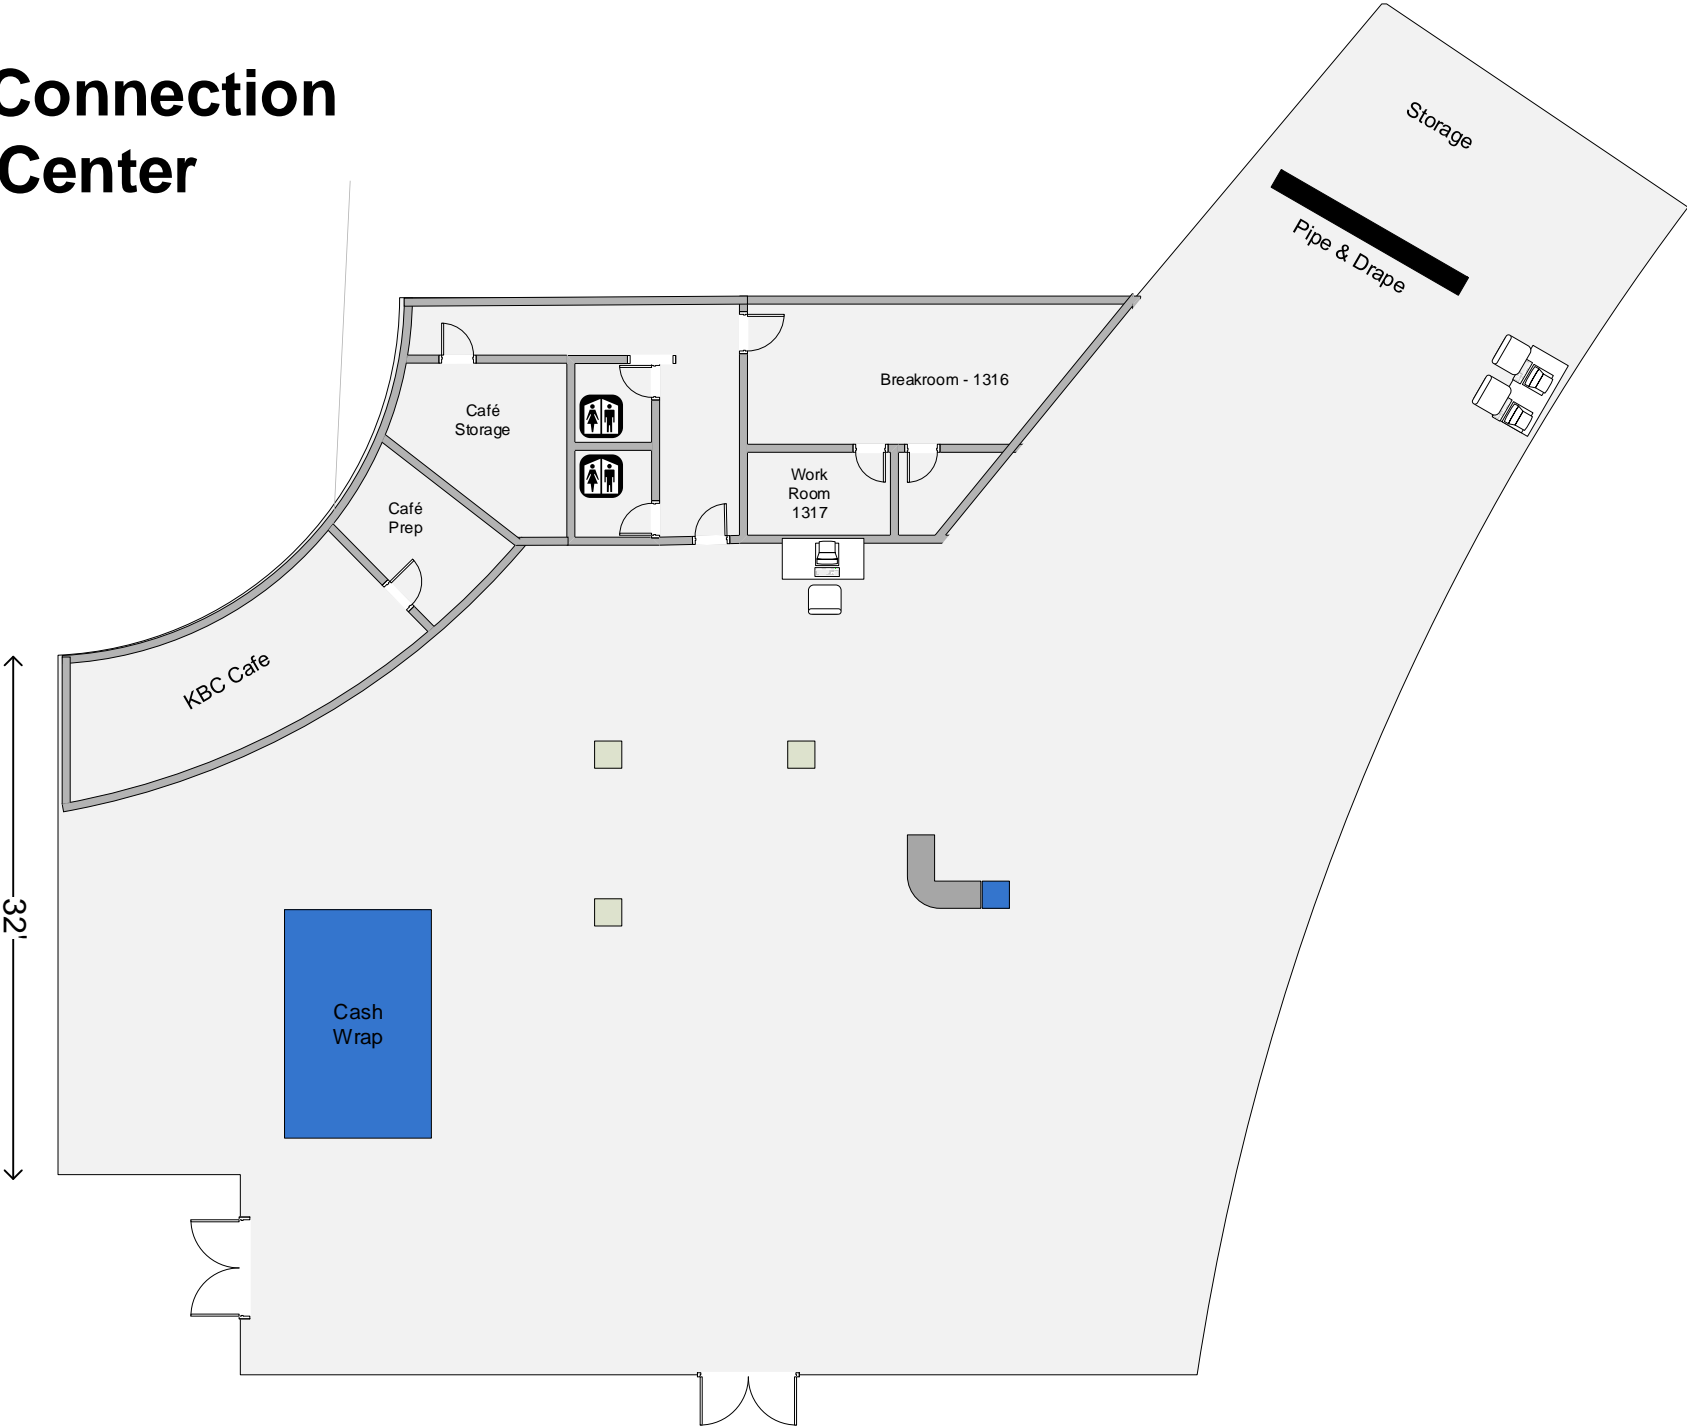 Connection
Center
Storage
Pipe & Drape
Breakroom - 1316
Café
Storage
Work
Room
1317
Café
Prep
KBC Cafe
32'
Cash
Wrap